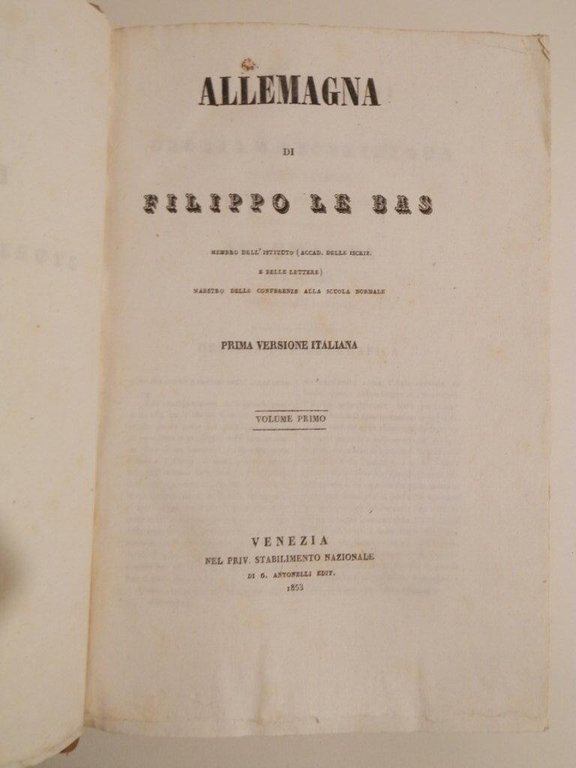 ALLEMAGNA
DI
FILIPPO LE BAS
MEMBRO DELL'ISTITUTO (ACCAD. DELLE ISCRIZ.
E BELLE LETTERE)
MAESTRO DELLE CONFERENZE ALLA SCUOLA NORMALE
PRIMA VERSIONE ITALIANA
VOLUME PRIMO
VENEZIA
NEL PRIV. STABILIMENTO NAZIONALE
DI G. ANTONELLI EDIT.
1853